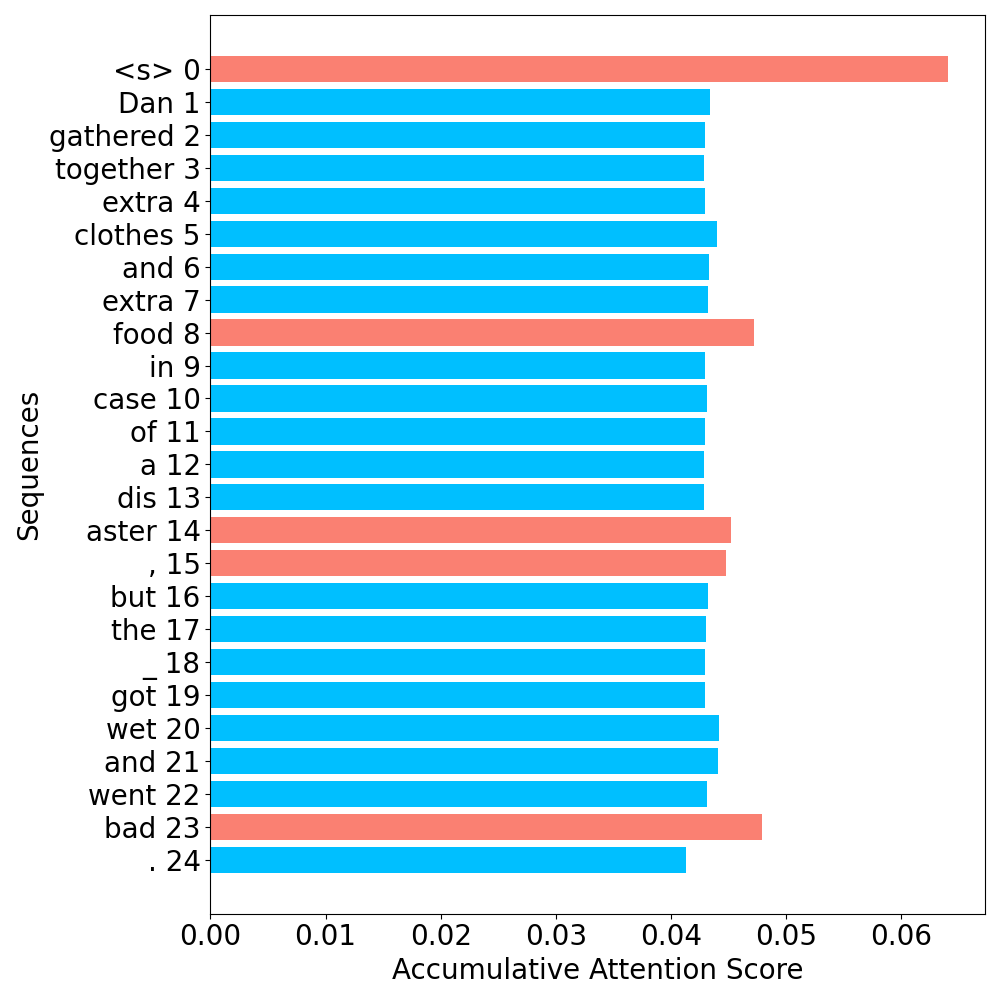 <s> 0
Dan 1
gathered 2
together 3
extra 4
clothes 5
and 6
extra 7
food 8
in 9
case 10
of 11
a 12
dis 13
aster 14
, 15
but 16
the 17
_ 18
got 19
wet 20
and 21
went 22
bad 23
. 24
Sequences
0.00 0.01 0.02 0.03 0.04 0.05 0.06
Accumulative Attention Score